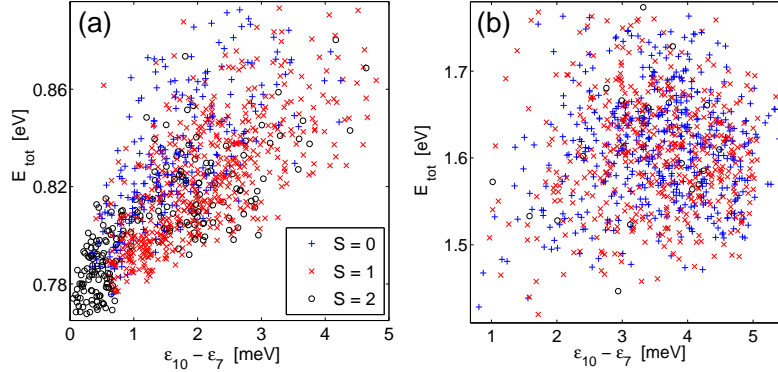 (a)
E_tot [eV]
0.86
0.82
0.78
0 1 2 3 4 5
ε_10 − ε_7 [meV]
+ S = 0
× S = 1
○ S = 2
(b)
E_tot [eV]
1.7
1.6
1.5
1 2 3 4 5
ε_10 − ε_7 [meV]